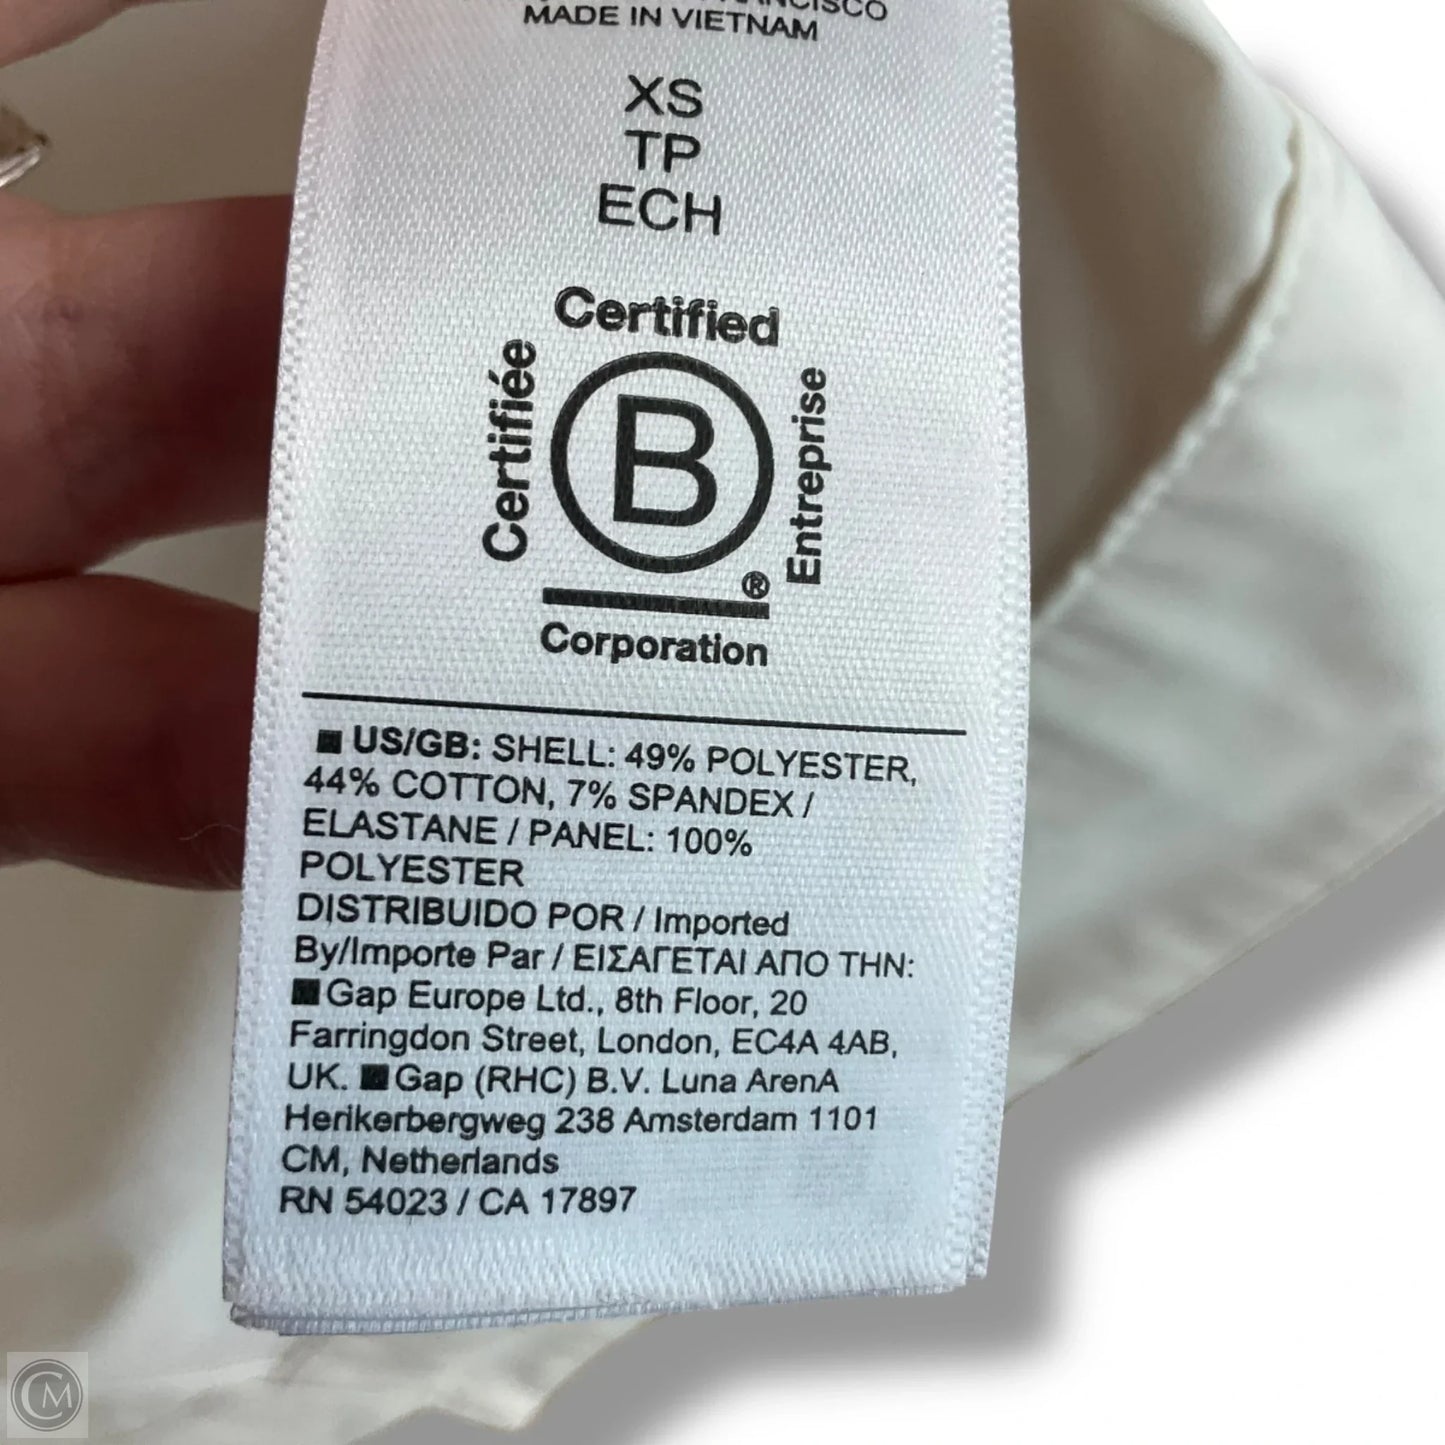 FRANCISCO
MADE IN VIETNAM
XS
TP
ECH
Certified
Certifiée
B
Entreprise
®
Corporation
■ US/GB: SHELL: 49% POLYESTER,
44% COTTON, 7% SPANDEX /
ELASTANE / PANEL: 100%
POLYESTER
DISTRIBUIDO POR / Imported
By/Importe Par / ΕΙΣΑΓΕΤΑΙ ΑΠΟ ΤΗΝ:
■ Gap Europe Ltd., 8th Floor, 20
Farringdon Street, London, EC4A 4AB,
UK. ■ Gap (RHC) B.V. Luna ArenA
Herikerbergweg 238 Amsterdam 1101
CM, Netherlands
RN 54023 / CA 17897
CM